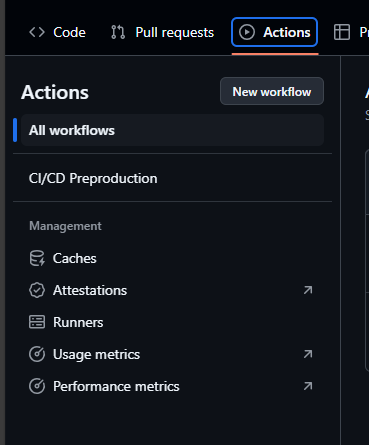 Code Pull requests Actions
Actions New workflow
All workflows
CI/CD Preproduction
Management
Caches
Attestations
Runners
Usage metrics
Performance metrics